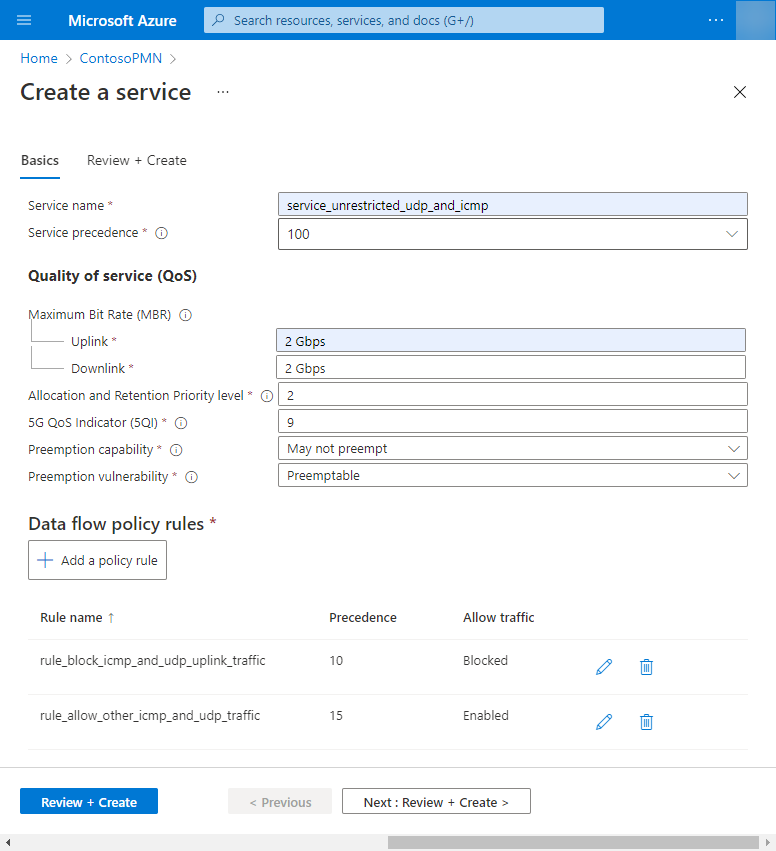 Microsoft Azure
Search resources, services, and docs (G+/)
Home > ContosoPMN >
Create a service ...
Basics Review + Create
Service name * service_unrestricted_udp_and_icmp
Service precedence * 100
Quality of service (QoS)
Maximum Bit Rate (MBR)
Uplink * 2 Gbps
Downlink * 2 Gbps
Allocation and Retention Priority level * 2
5G QoS Indicator (5QI) * 9
Preemption capability * May not preempt
Preemption vulnerability * Preemptable
Data flow policy rules *
Add a policy rule
Rule name ↑ Precedence Allow traffic
rule_block_icmp_and_udp_uplink_traffic 10 Blocked
rule_allow_other_icmp_and_udp_traffic 15 Enabled
Review + Create < Previous Next : Review + Create >